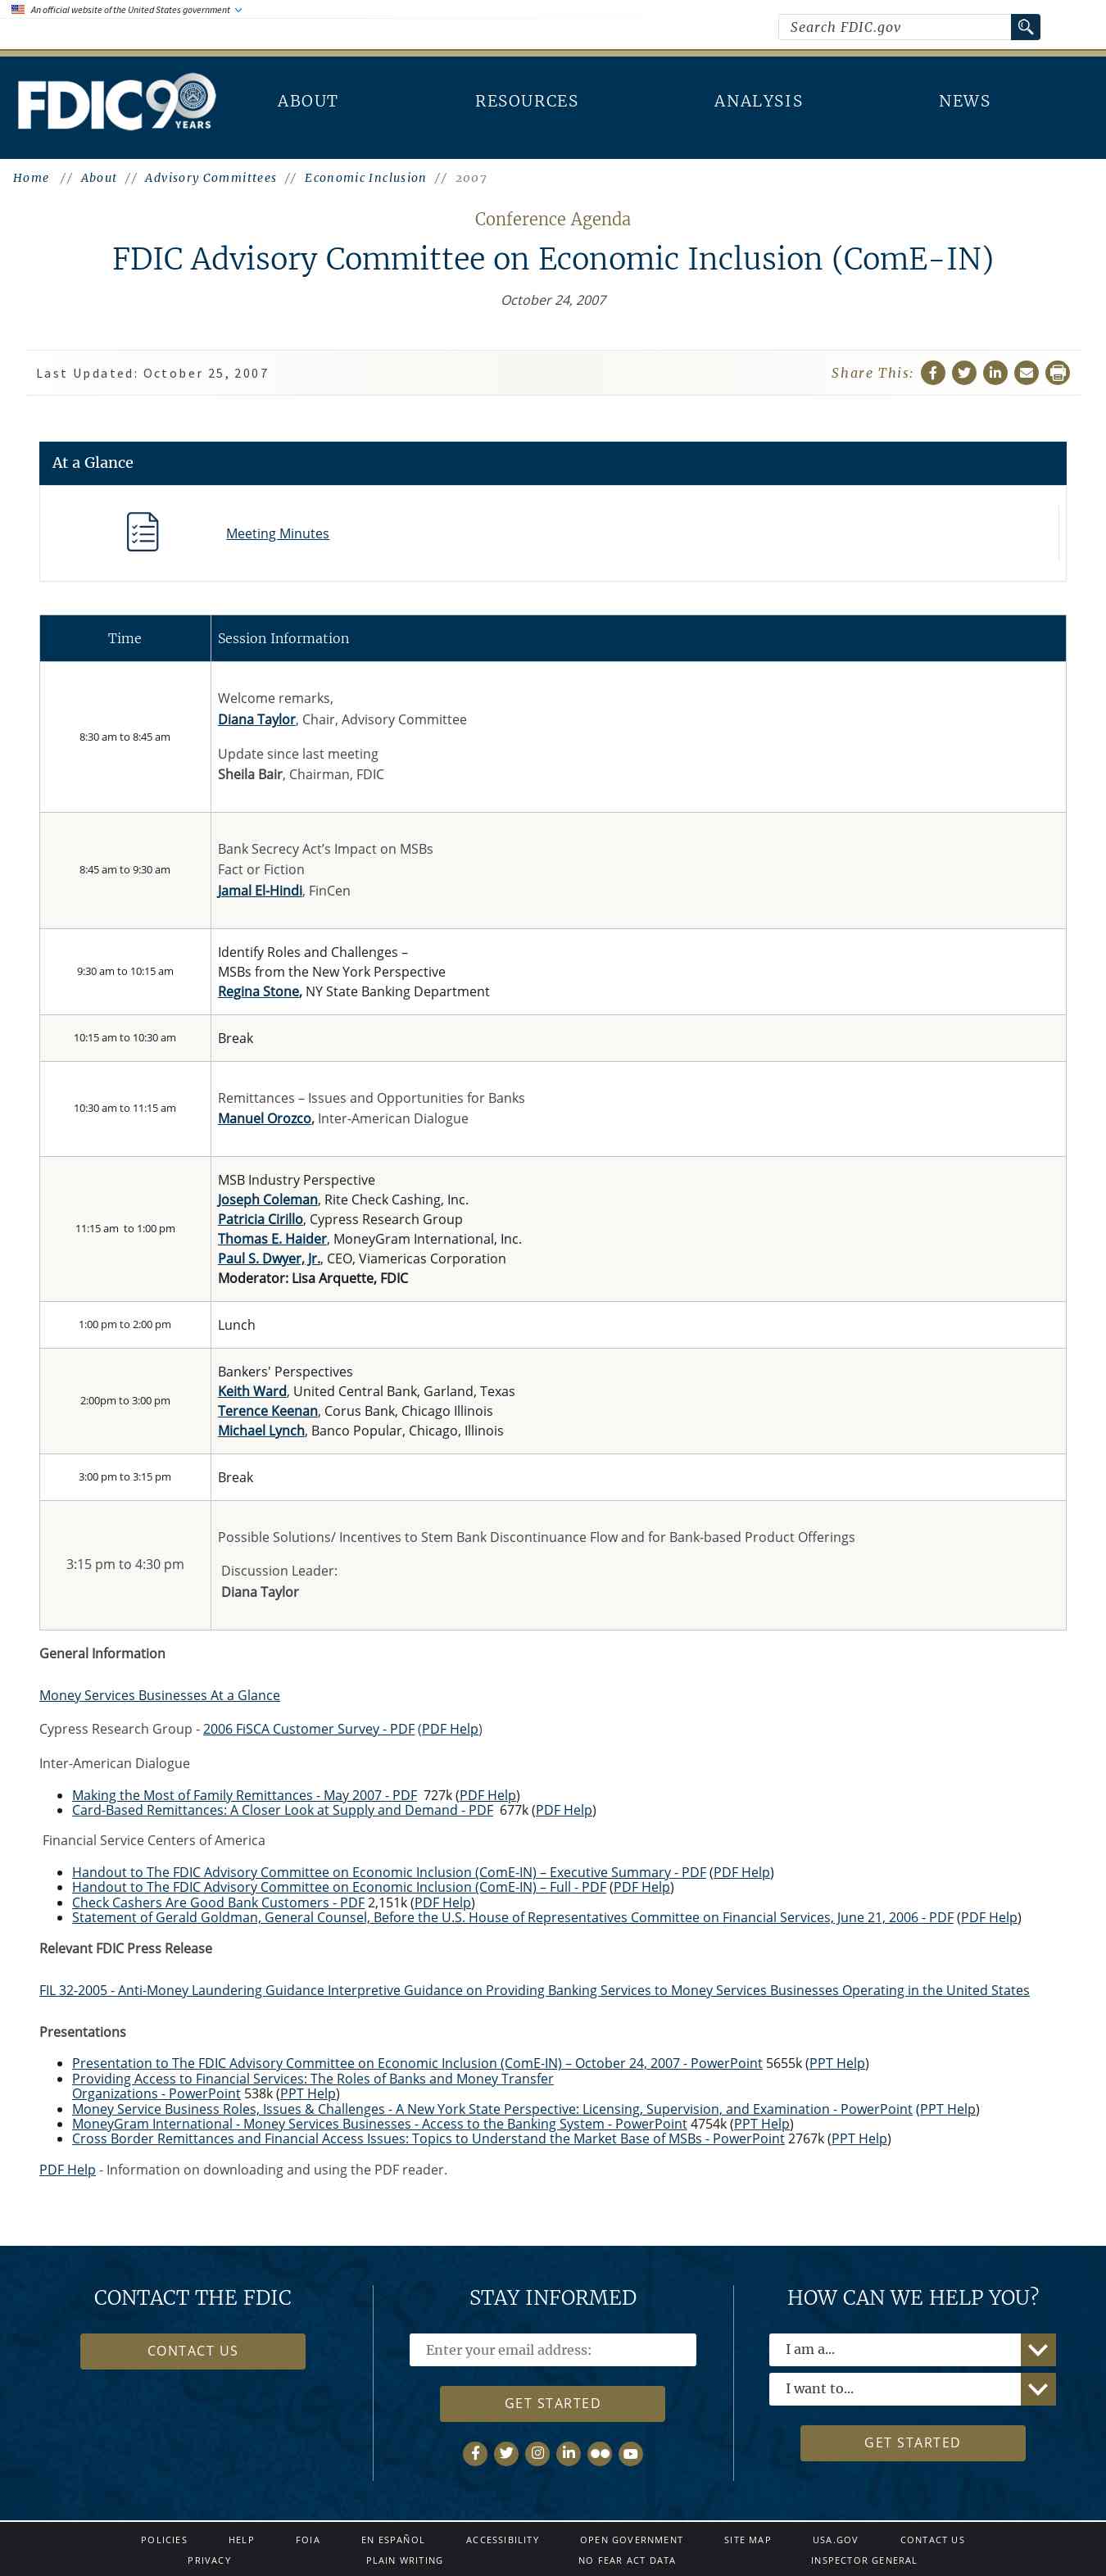 An official website of the United States government
Search FDIC.gov
FDIC 90 YEARS
ABOUT RESOURCES ANALYSIS NEWS
Home // About // Advisory Committees // Economic Inclusion // 2007
Conference Agenda
FDIC Advisory Committee on Economic Inclusion (ComE-IN)
October 24, 2007
Last Updated: October 25, 2007 Share This:
At a Glance
Meeting Minutes
Time Session Information
8:30 am to 8:45 am
Welcome remarks,
Diana Taylor, Chair, Advisory Committee
Update since last meeting
Sheila Bair, Chairman, FDIC
8:45 am to 9:30 am
Bank Secrecy Act’s Impact on MSBs
Fact or Fiction
Jamal El-Hindi, FinCen
9:30 am to 10:15 am
Identify Roles and Challenges –
MSBs from the New York Perspective
Regina Stone, NY State Banking Department
10:15 am to 10:30 am Break
10:30 am to 11:15 am
Remittances – Issues and Opportunities for Banks
Manuel Orozco, Inter-American Dialogue
11:15 am  to 1:00 pm
MSB Industry Perspective
Joseph Coleman, Rite Check Cashing, Inc.
Patricia Cirillo, Cypress Research Group
Thomas E. Haider, MoneyGram International, Inc.
Paul S. Dwyer, Jr., CEO, Viamericas Corporation
Moderator: Lisa Arquette, FDIC
1:00 pm to 2:00 pm Lunch
2:00pm to 3:00 pm
Bankers' Perspectives
Keith Ward, United Central Bank, Garland, Texas
Terence Keenan, Corus Bank, Chicago Illinois
Michael Lynch, Banco Popular, Chicago, Illinois
3:00 pm to 3:15 pm Break
3:15 pm to 4:30 pm
Possible Solutions/ Incentives to Stem Bank Discontinuance Flow and for Bank-based Product Offerings
Discussion Leader:
Diana Taylor
General Information
Money Services Businesses At a Glance
Cypress Research Group - 2006 FiSCA Customer Survey - PDF (PDF Help)
Inter-American Dialogue
Making the Most of Family Remittances - May 2007 - PDF  727k (PDF Help)
Card-Based Remittances: A Closer Look at Supply and Demand - PDF  677k (PDF Help)
Financial Service Centers of America
Handout to The FDIC Advisory Committee on Economic Inclusion (ComE-IN) – Executive Summary - PDF (PDF Help)
Handout to The FDIC Advisory Committee on Economic Inclusion (ComE-IN) – Full - PDF (PDF Help)
Check Cashers Are Good Bank Customers - PDF 2,151k (PDF Help)
Statement of Gerald Goldman, General Counsel, Before the U.S. House of Representatives Committee on Financial Services, June 21, 2006 - PDF (PDF Help)
Relevant FDIC Press Release
FIL 32-2005 - Anti-Money Laundering Guidance Interpretive Guidance on Providing Banking Services to Money Services Businesses Operating in the United States
Presentations
Presentation to The FDIC Advisory Committee on Economic Inclusion (ComE-IN) – October 24, 2007 - PowerPoint 5655k (PPT Help)
Providing Access to Financial Services: The Roles of Banks and Money Transfer
Organizations - PowerPoint 538k (PPT Help)
Money Service Business Roles, Issues & Challenges - A New York State Perspective: Licensing, Supervision, and Examination - PowerPoint (PPT Help)
MoneyGram International - Money Services Businesses - Access to the Banking System - PowerPoint 4754k (PPT Help)
Cross Border Remittances and Financial Access Issues: Topics to Understand the Market Base of MSBs - PowerPoint 2767k (PPT Help)
PDF Help - Information on downloading and using the PDF reader.
CONTACT THE FDIC
CONTACT US
STAY INFORMED
Enter your email address:
GET STARTED
HOW CAN WE HELP YOU?
I am a...
I want to...
GET STARTED
POLICIES HELP FOIA EN ESPAÑOL ACCESSIBILITY OPEN GOVERNMENT SITE MAP USA.GOV CONTACT US
PRIVACY PLAIN WRITING NO FEAR ACT DATA INSPECTOR GENERAL